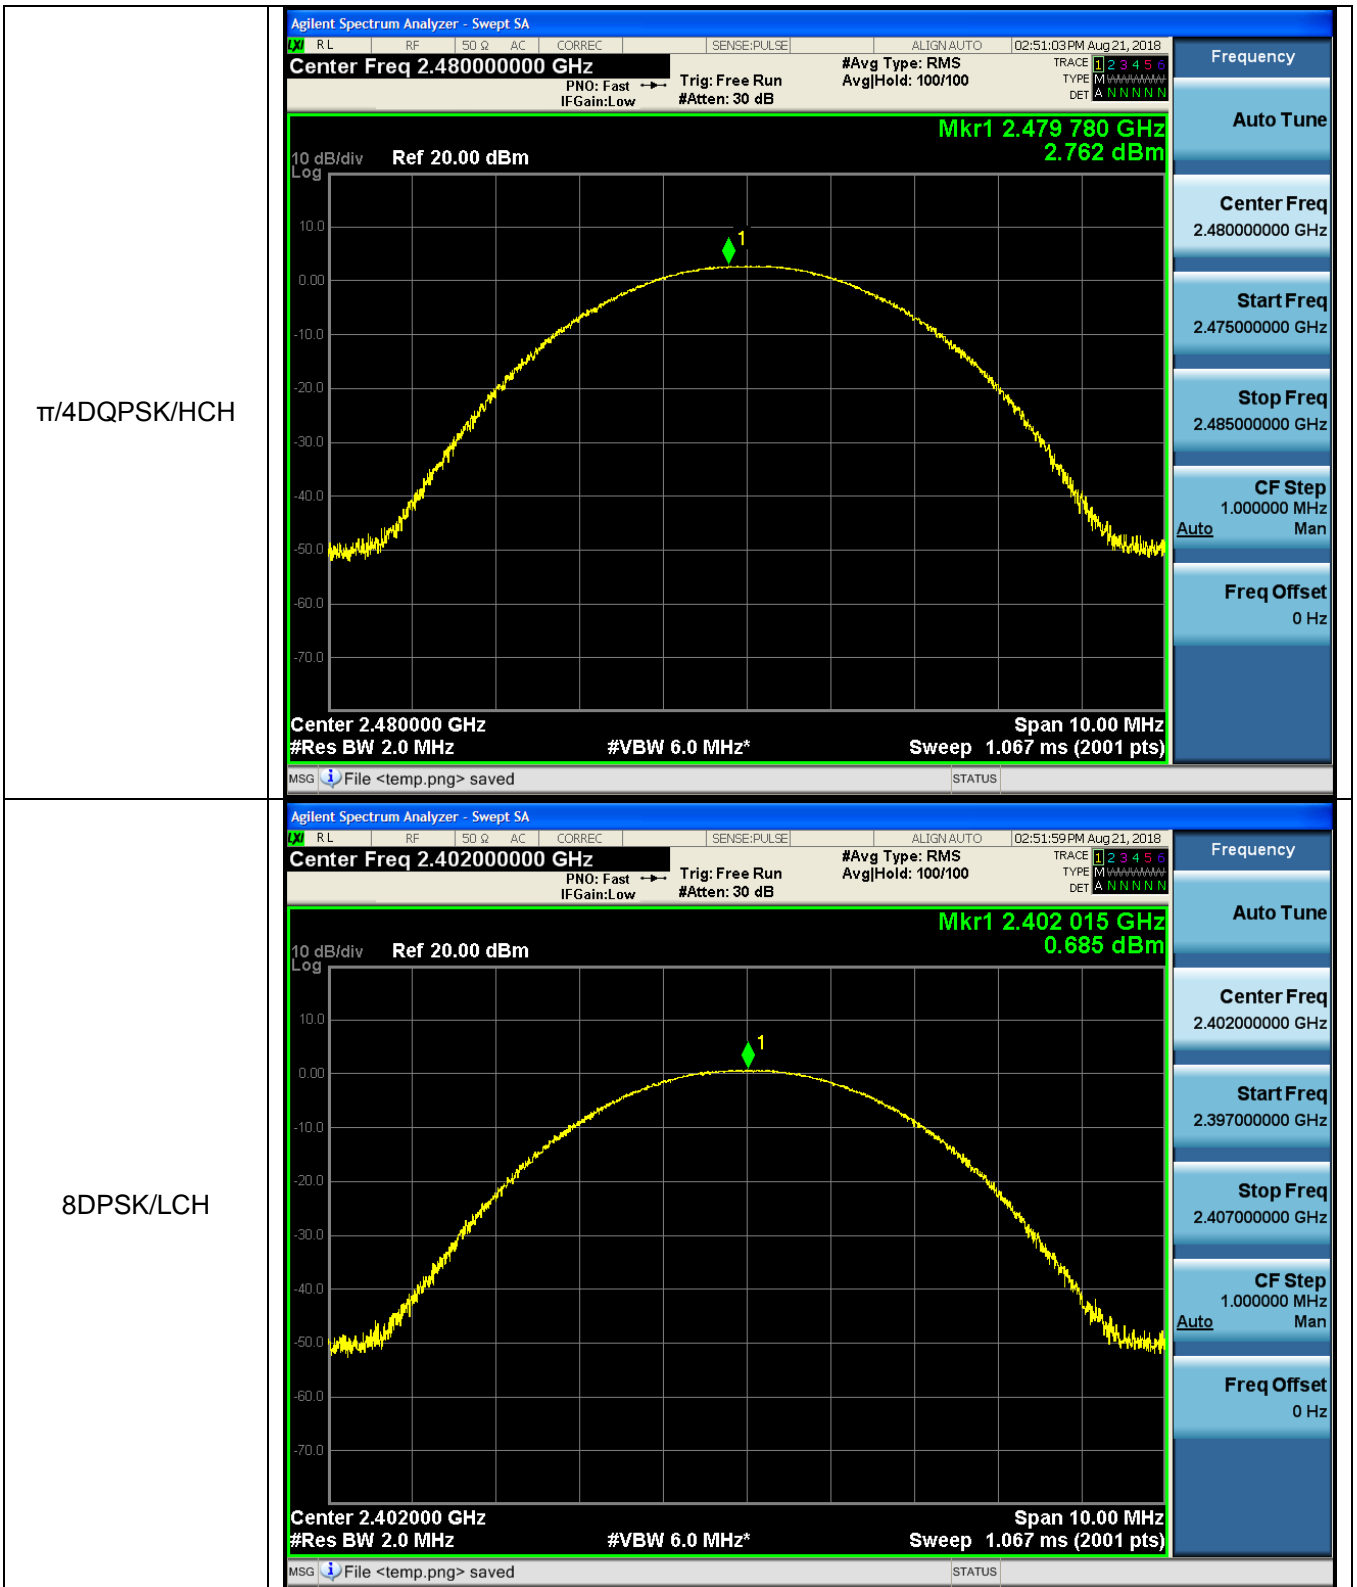 π/4DQPSK/HCH
Agilent Spectrum Analyzer - Swept SA
LXI RL RF 50 Ω AC CORREC SENSE:PULSE ALIGN AUTO 02:51:03 PM Aug 21, 2018
Center Freq 2.480000000 GHz
PNO: Fast
IFGain:Low
Trig: Free Run
#Atten: 30 dB
#Avg Type: RMS
Avg|Hold: 100/100
TRACE 1 2 3 4 5 6
TYPE M
DET A N N N N N
Mkr1 2.479 780 GHz
2.762 dBm
10 dB/div Ref 20.00 dBm
Log
1
10.0
0.00
-10.0
-20.0
-30.0
-40.0
-50.0
-60.0
-70.0
Center 2.480000 GHz Span 10.00 MHz
#Res BW 2.0 MHz #VBW 6.0 MHz* Sweep 1.067 ms (2001 pts)
MSG File <temp.png> saved STATUS
Frequency
Auto Tune
Center Freq
2.480000000 GHz
Start Freq
2.475000000 GHz
Stop Freq
2.485000000 GHz
CF Step
1.000000 MHz
Auto Man
Freq Offset
0 Hz
8DPSK/LCH
Agilent Spectrum Analyzer - Swept SA
LXI RL RF 50 Ω AC CORREC SENSE:PULSE ALIGN AUTO 02:51:59 PM Aug 21, 2018
Center Freq 2.402000000 GHz
PNO: Fast
IFGain:Low
Trig: Free Run
#Atten: 30 dB
#Avg Type: RMS
Avg|Hold: 100/100
TRACE 1 2 3 4 5 6
TYPE M
DET A N N N N N
Mkr1 2.402 015 GHz
0.685 dBm
10 dB/div Ref 20.00 dBm
Log
1
10.0
0.00
-10.0
-20.0
-30.0
-40.0
-50.0
-60.0
-70.0
Center 2.402000 GHz Span 10.00 MHz
#Res BW 2.0 MHz #VBW 6.0 MHz* Sweep 1.067 ms (2001 pts)
MSG File <temp.png> saved STATUS
Frequency
Auto Tune
Center Freq
2.402000000 GHz
Start Freq
2.397000000 GHz
Stop Freq
2.407000000 GHz
CF Step
1.000000 MHz
Auto Man
Freq Offset
0 Hz